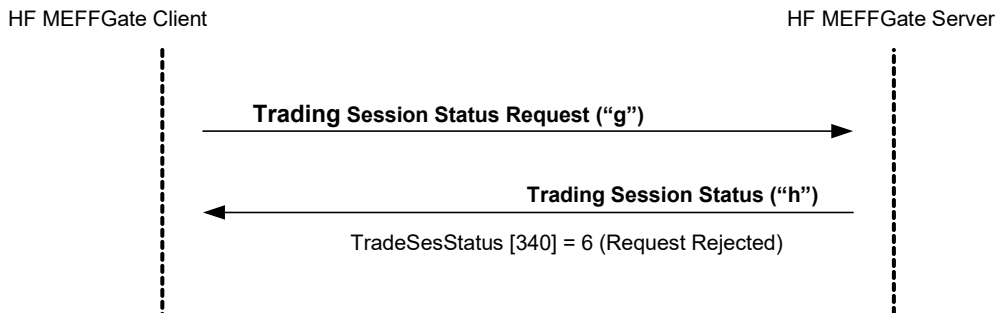 HF MEFFGate Client
HF MEFFGate Server
Trading Session Status Request (“g”)
Trading Session Status (“h”)
TradeSesStatus [340] = 6 (Request Rejected)